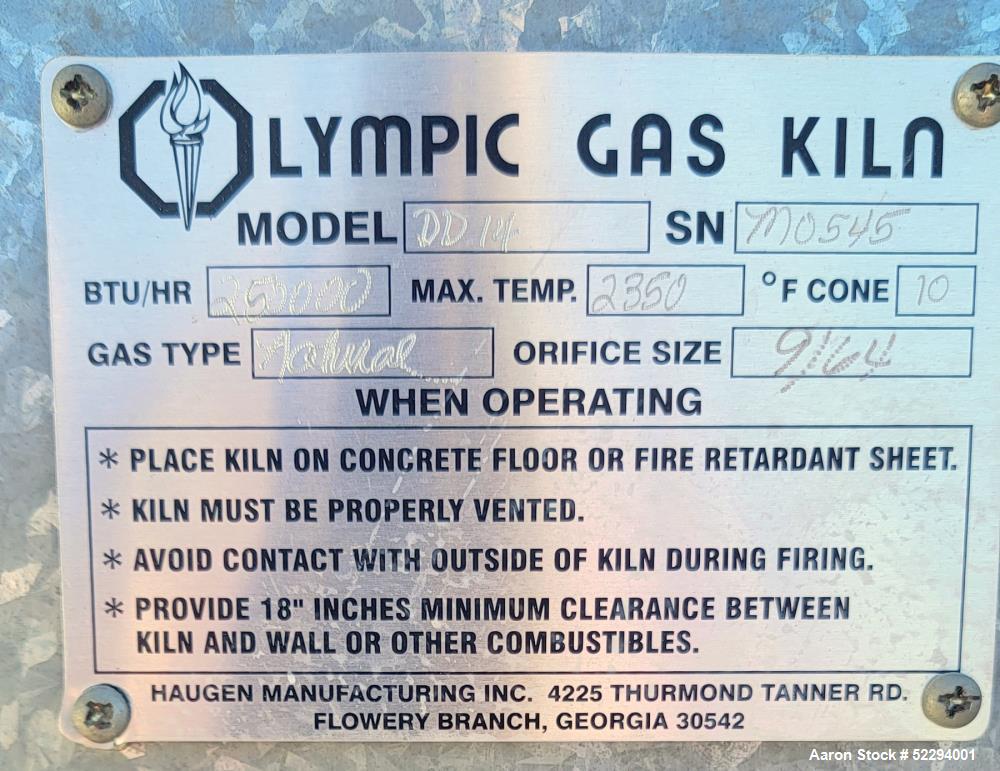 OLYMPIC GAS KILN
MODEL DD 14 SN M0545
BTU/HR 250000 MAX. TEMP. 2350 °F CONE 10
GAS TYPE Natural ORIFICE SIZE 9/64
WHEN OPERATING
* PLACE KILN ON CONCRETE FLOOR OR FIRE RETARDANT SHEET.
* KILN MUST BE PROPERLY VENTED.
* AVOID CONTACT WITH OUTSIDE OF KILN DURING FIRING.
* PROVIDE 18" INCHES MINIMUM CLEARANCE BETWEEN
KILN AND WALL OR OTHER COMBUSTIBLES.
HAUGEN MANUFACTURING INC. 4225 THURMOND TANNER RD.
FLOWERY BRANCH, GEORGIA 30542
Aaron Stock # 52294001